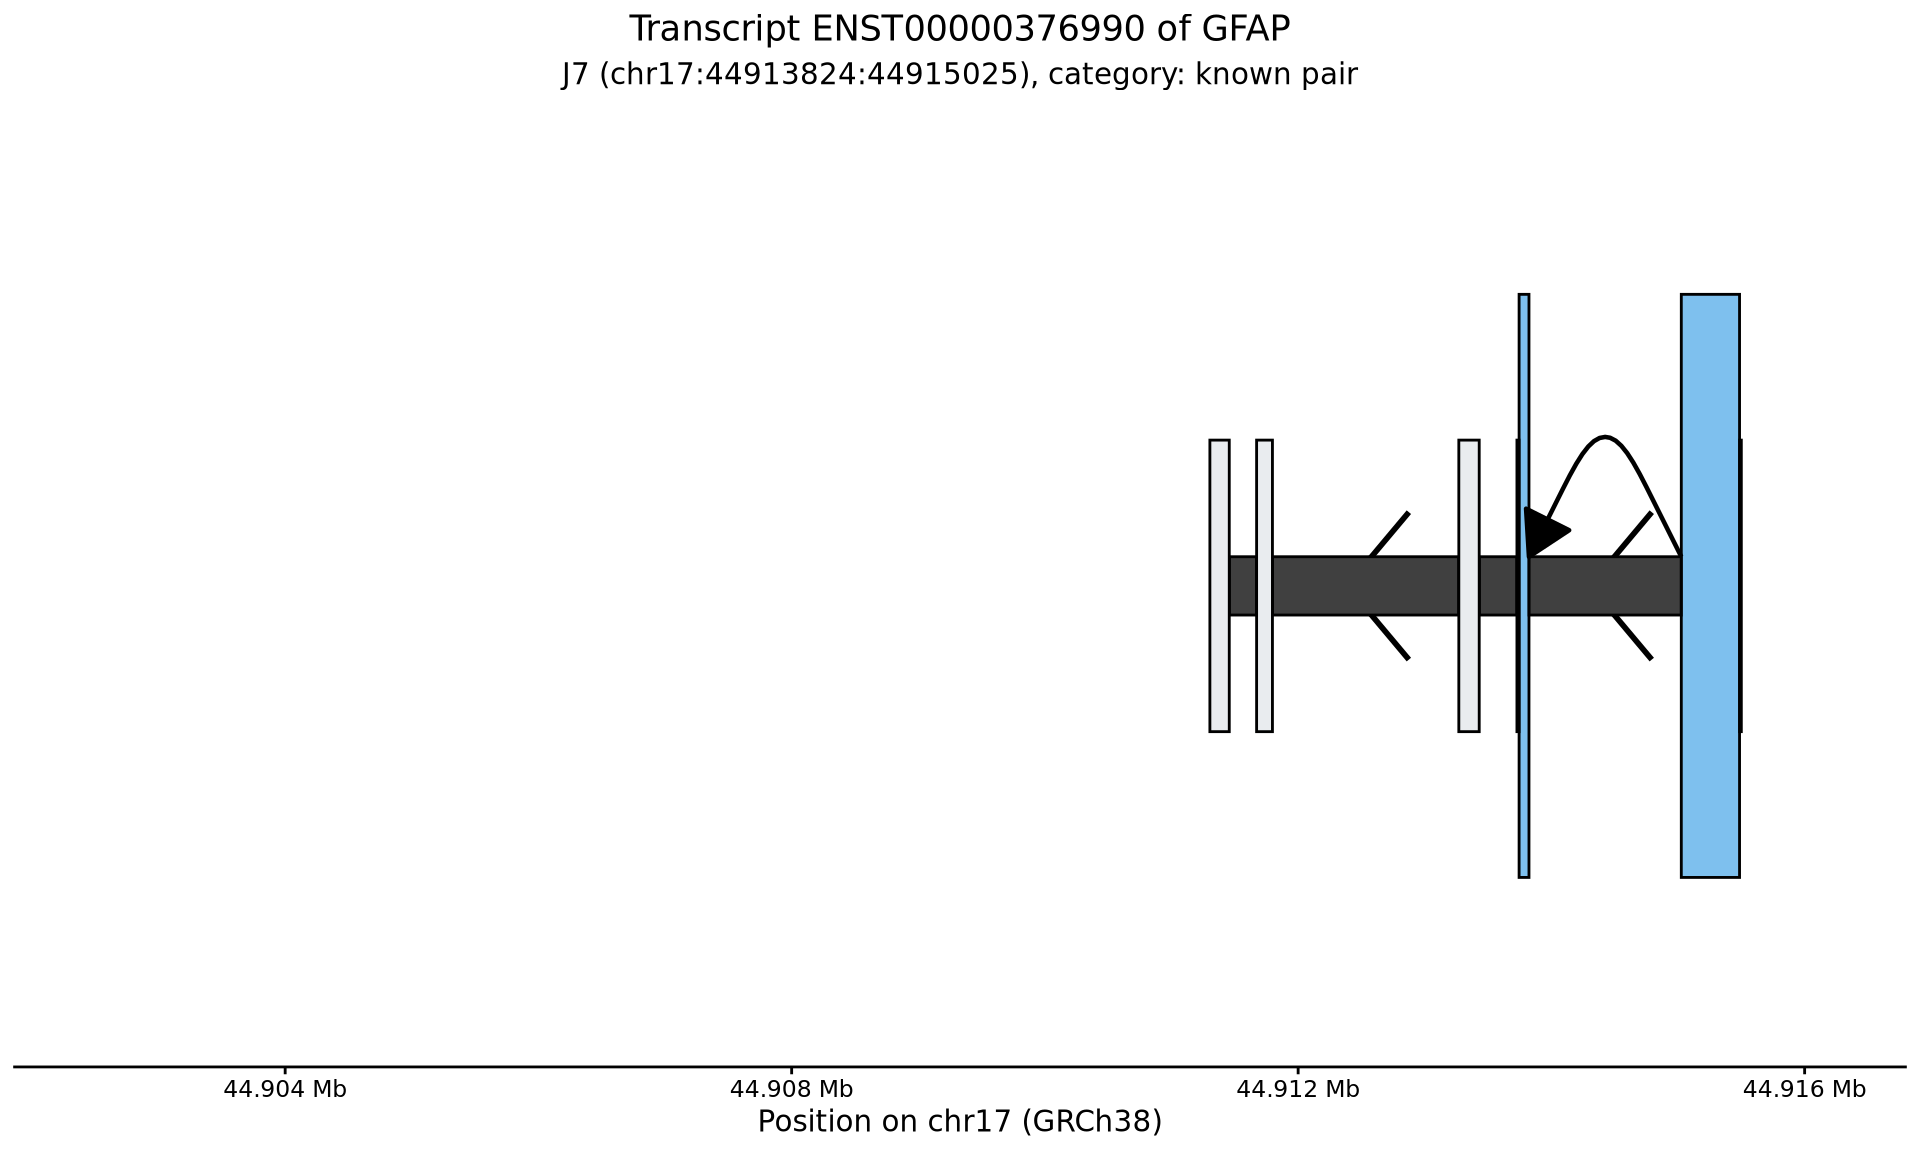 Transcript ENST00000376990 of GFAP
J7 (chr17:44913824:44915025), category: known pair
44.904 Mb
44.908 Mb
44.912 Mb
44.916 Mb
Position on chr17 (GRCh38)